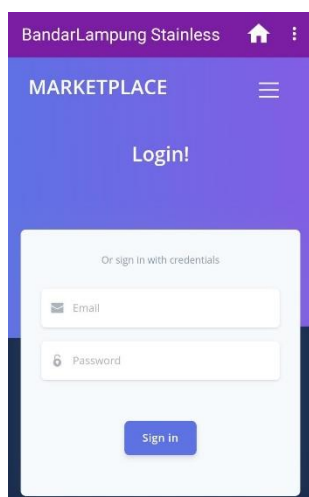 BandarLampung Stainless
MARKETPLACE
Login!
Or sign in with credentials
Email
Password
Sign in